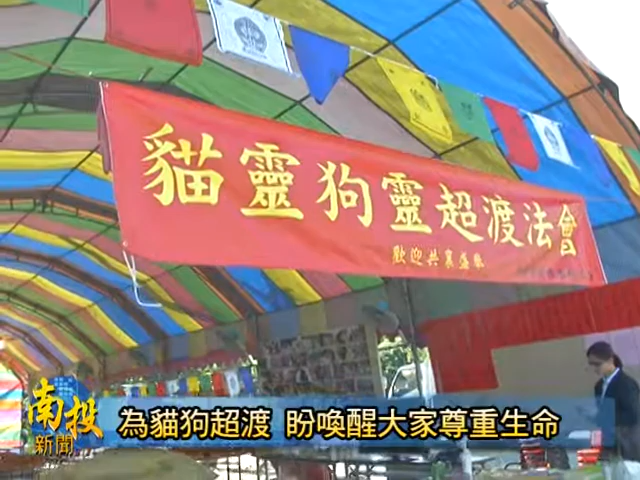 貓靈狗靈超渡法會
歡迎共襄盛舉
南投
新聞
為貓狗超渡 盼喚醒大家尊重生命